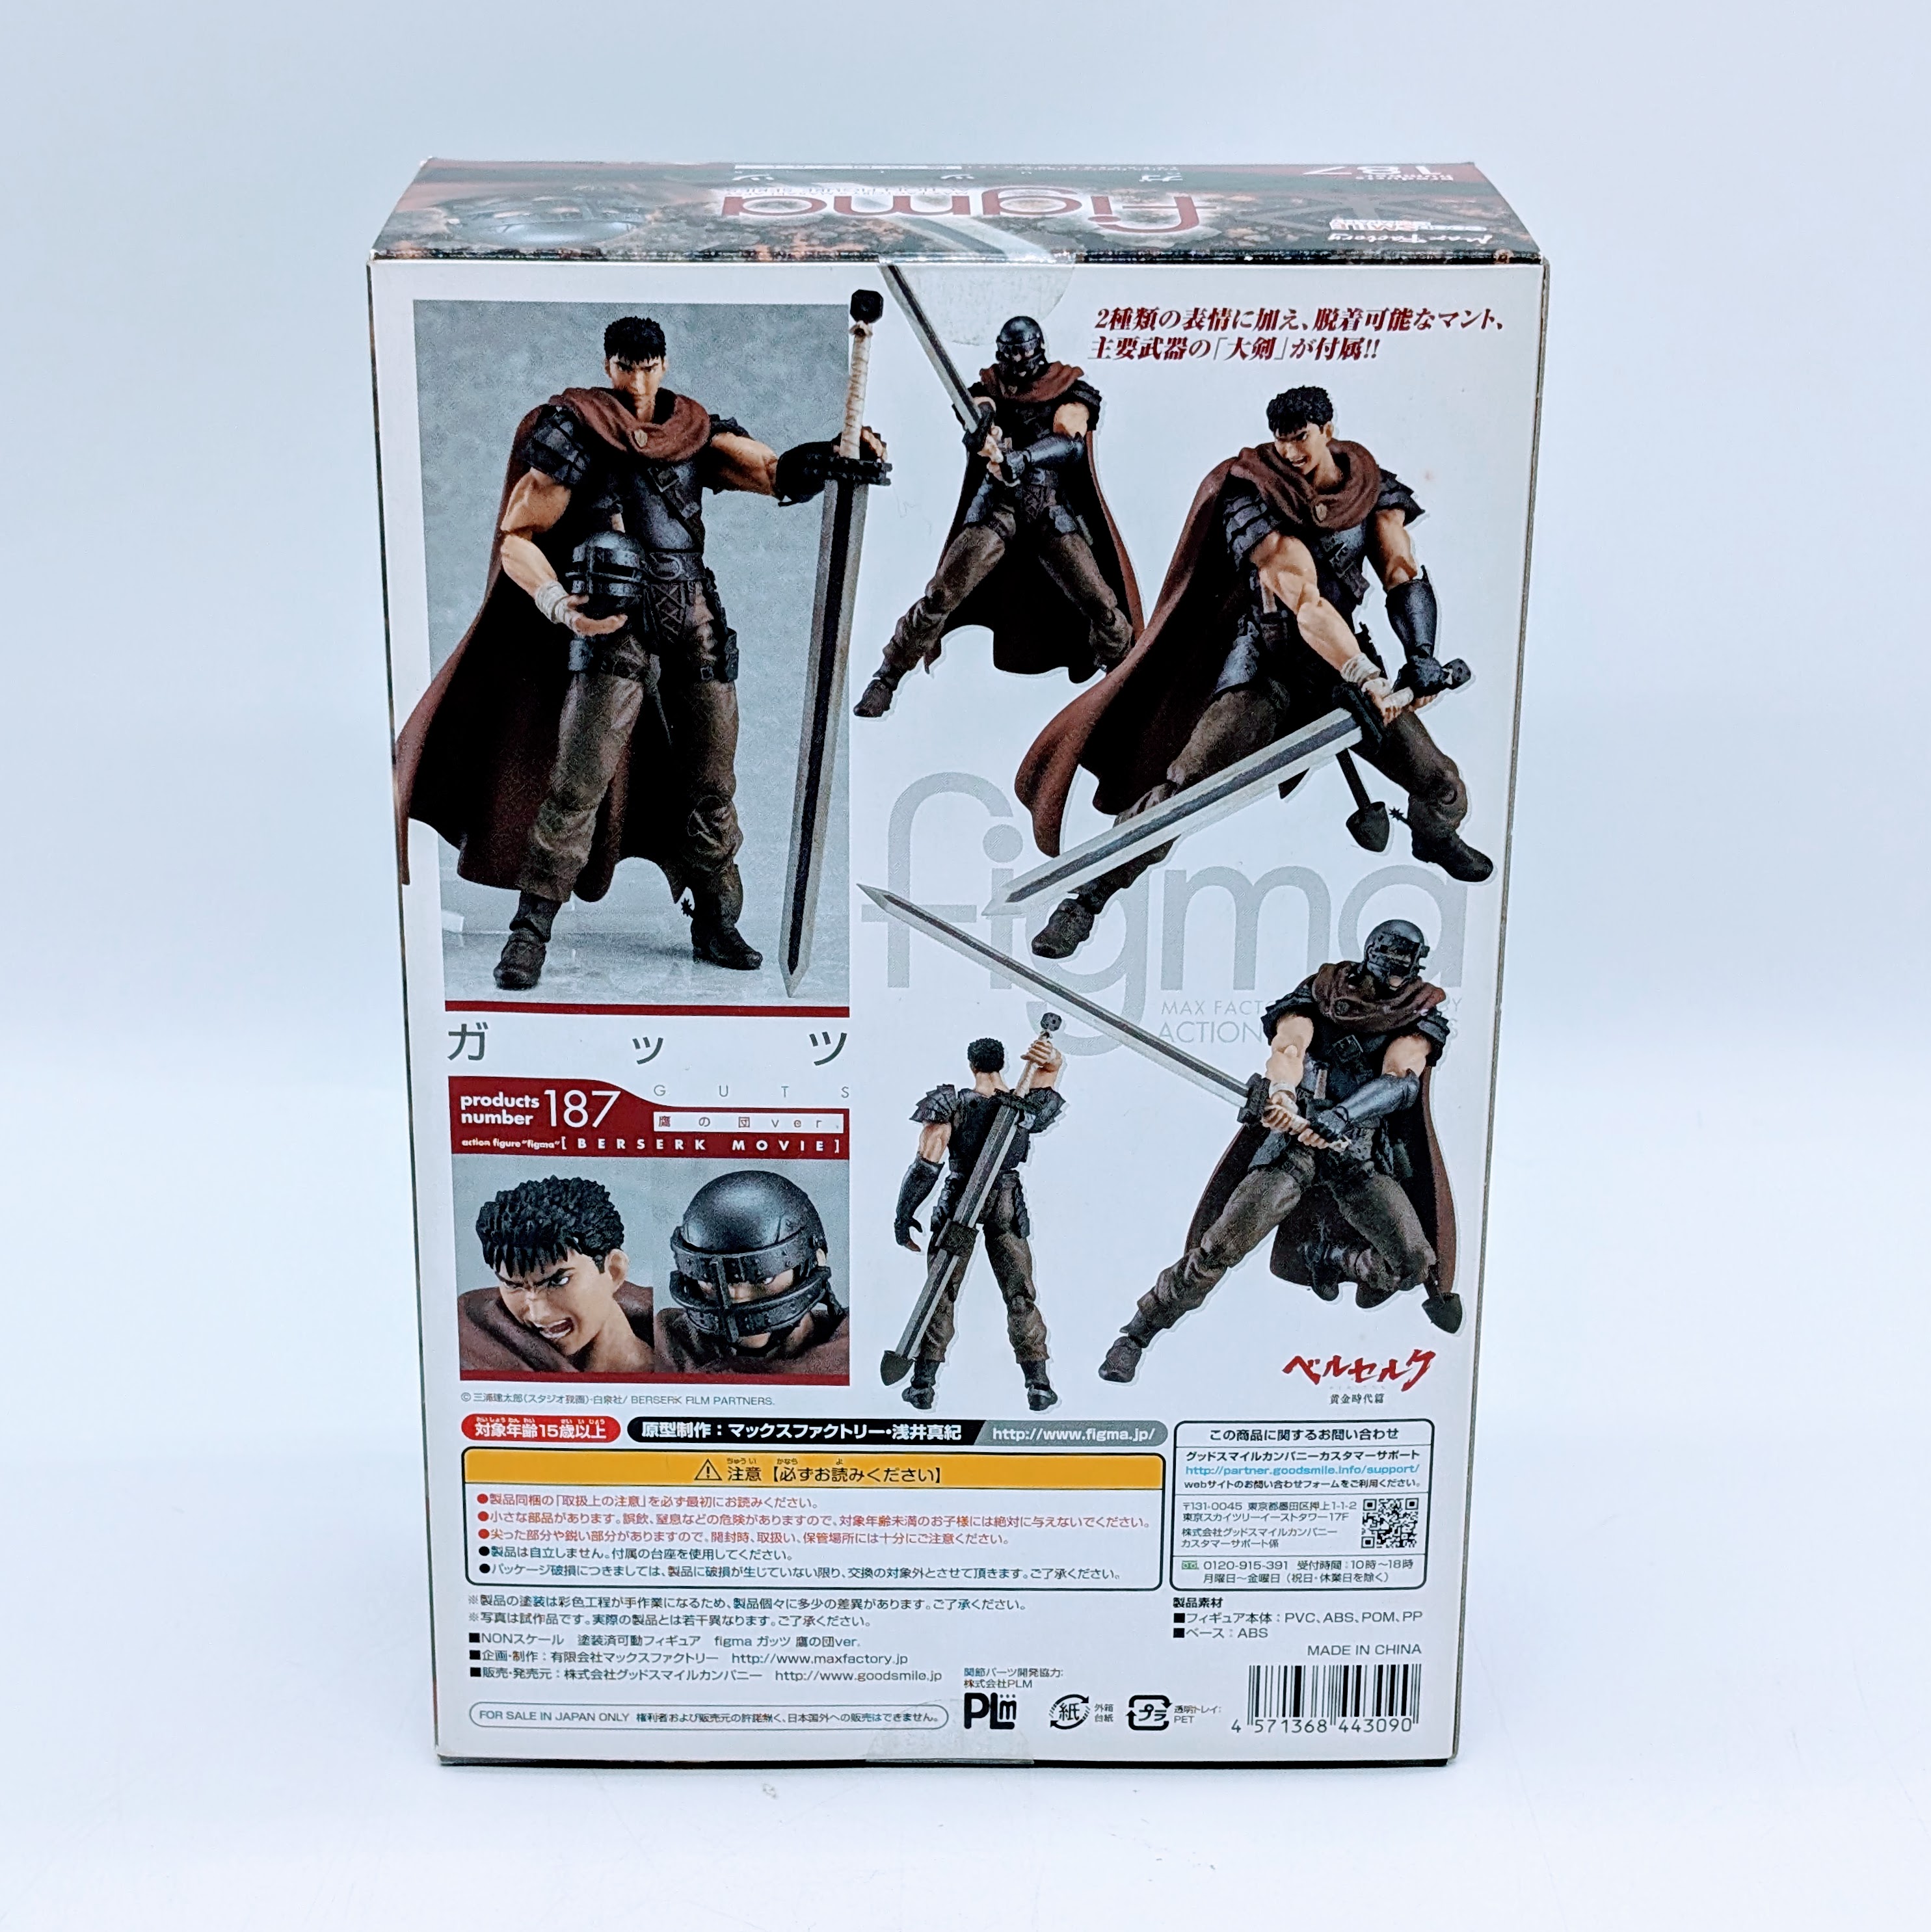 products number 187
figma
Max Factory
2種類の表情に加え、脱着可能なマント、
主要武器の「大剣」が付属!!
figma
MAX FACT
ACTION
ガッツ
GUTS
products
number 187
鷹の団ver.
action figure "figma" [BERSERK MOVIE]
ベルセルク
黄金時代篇
© 三浦建太郎(スタジオ我画)・白泉社/ BERSERK FILM PARTNERS.
対象年齢15歳以上
原型制作：マックスファクトリー・浅井真紀
http://www.figma.jp/
⚠注意【必ずお読みください】
●製品同梱の「取扱上の注意」を必ず最初にお読みください。
●小さな部品があります。誤飲、窒息などの危険がありますので、対象年齢未満のお子様には絶対に与えないでください。
●尖った部分や鋭い部分がありますので、開封時、取扱い、保管場所には十分にご注意ください。
●製品は自立しません。付属の台座を使用してください。
●パッケージ破損につきましては、製品に破損が生じていない限り、交換の対象外とさせて頂きます。ご了承ください。
この商品に関するお問い合わせ
グッドスマイルカンパニーカスタマーサポート
http://partner.goodsmile.info/support/
webサイトのお問い合わせフォームをご利用ください。
〒131-0045 東京都墨田区押上1-1-2
東京スカイツリーイーストタワー17F
株式会社グッドスマイルカンパニー
カスタマーサポート係
0120-915-391 受付時間：10時～18時
月曜日～金曜日（祝日・休業日を除く）
※製品の塗装は彩色工程が手作業になるため、製品個々に多少の差異があります。ご了承ください。
※写真は試作品です。実際の製品とは若干異なります。ご了承ください。
■NONスケール 塗装済可動フィギュア figma ガッツ 鷹の団ver.
■企画・制作：有限会社マックスファクトリー http://www.maxfactory.jp
■販売・発売元：株式会社グッドスマイルカンパニー http://www.goodsmile.jp
製品素材
■フィギュア本体：PVC、ABS、POM、PP
■ベース：ABS
MADE IN CHINA
関節パーツ開発協力:
株式会社PLM
PLm
紙
外箱
台紙
プラ
透明トレイ:
PET
4 571368 443090
FOR SALE IN JAPAN ONLY 権利者および販売元の許諾無く、日本国外への販売はできません。